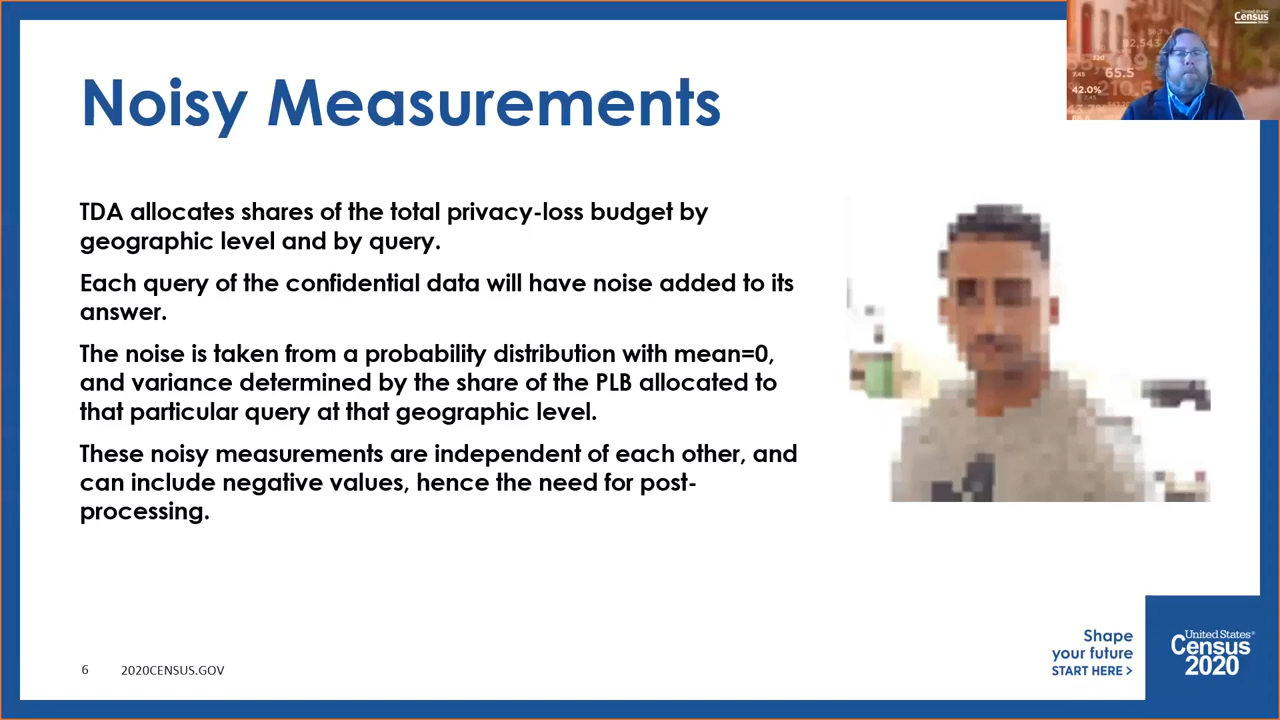 Noisy Measurements
TDA allocates shares of the total privacy-loss budget by
geographic level and by query.
Each query of the confidential data will have noise added to its
answer.
The noise is taken from a probability distribution with mean=0,
and variance determined by the share of the PLB allocated to
that particular query at that geographic level.
These noisy measurements are independent of each other, and
can include negative values, hence the need for post-
processing.
6
2020CENSUS.GOV
Shape
your future
START HERE >
United States®
Census
2020
United States
Census
65.5
7.45
42.0%